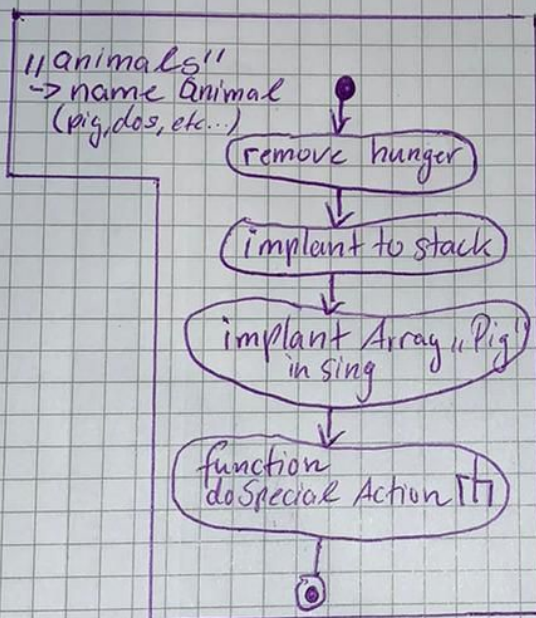 "animals"
-> name animal
(pig, dos, etc...)
remove hunger
implant to stack
implant Array „Pig"
in sing
function
doSpecial Action